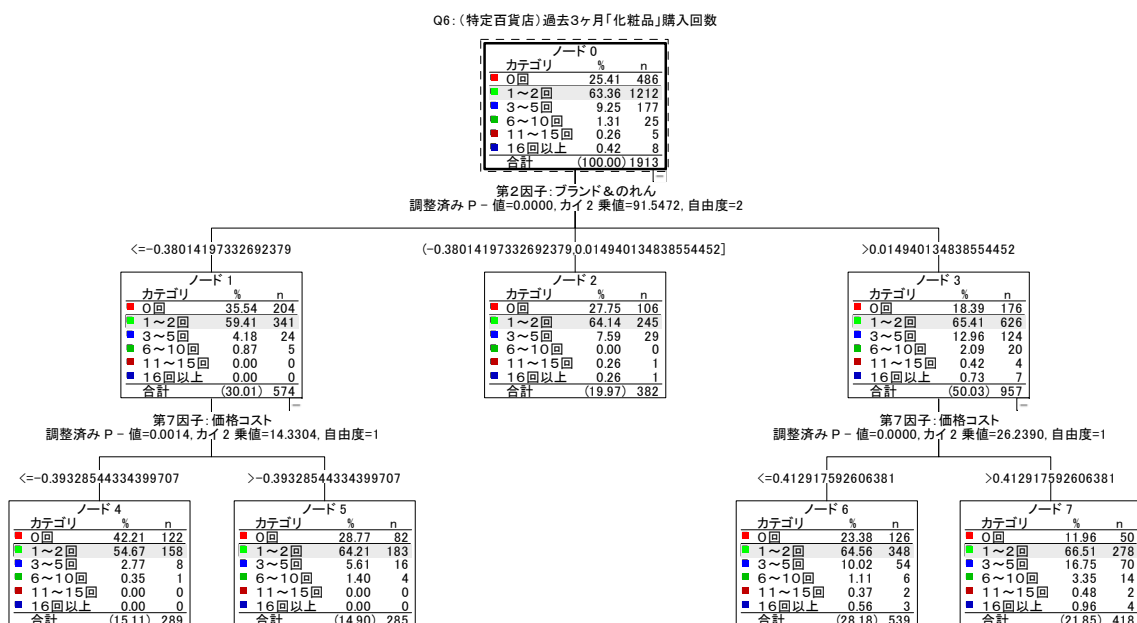 Q6:（特定百貨店）過去3ヶ月「化粧品」購入回数
ノード 0
カテゴリ % n
0回 25.41 486
1～2回 63.36 1212
3～5回 9.25 177
6～10回 1.31 25
11～15回 0.26 5
16回以上 0.42 8
合計 (100.00) 1913
第2因子：ブランド＆のれん
調整済み P − 値=0.0000, カイ 2 乗値=91.5472, 自由度=2
<=-0.38014197332692379
(-0.38014197332692379,0.014940134838554452]
>0.014940134838554452
ノード 1
カテゴリ % n
0回 35.54 204
1～2回 59.41 341
3～5回 4.18 24
6～10回 0.87 5
11～15回 0.00 0
16回以上 0.00 0
合計 (30.01) 574
ノード 2
カテゴリ % n
0回 27.75 106
1～2回 64.14 245
3～5回 7.59 29
6～10回 0.00 0
11～15回 0.26 1
16回以上 0.26 1
合計 (19.97) 382
ノード 3
カテゴリ % n
0回 18.39 176
1～2回 65.41 626
3～5回 12.96 124
6～10回 2.09 20
11～15回 0.42 4
16回以上 0.73 7
合計 (50.03) 957
第7因子：価格コスト
調整済み P − 値=0.0014, カイ 2 乗値=14.3304, 自由度=1
第7因子：価格コスト
調整済み P − 値=0.0000, カイ 2 乗値=26.2390, 自由度=1
<=-0.39328544334399707
>-0.39328544334399707
<=0.412917592606381
>0.412917592606381
ノード 4
カテゴリ % n
0回 42.21 122
1～2回 54.67 158
3～5回 2.77 8
6～10回 0.35 1
11～15回 0.00 0
16回以上 0.00 0
合計 (15.11) 289
ノード 5
カテゴリ % n
0回 28.77 82
1～2回 64.21 183
3～5回 5.61 16
6～10回 1.40 4
11～15回 0.00 0
16回以上 0.00 0
合計 (14.90) 285
ノード 6
カテゴリ % n
0回 23.38 126
1～2回 64.56 348
3～5回 10.02 54
6～10回 1.11 6
11～15回 0.37 2
16回以上 0.56 3
合計 (28.18) 539
ノード 7
カテゴリ % n
0回 11.96 50
1～2回 66.51 278
3～5回 16.75 70
6～10回 3.35 14
11～15回 0.48 2
16回以上 0.96 4
合計 (21.85) 418